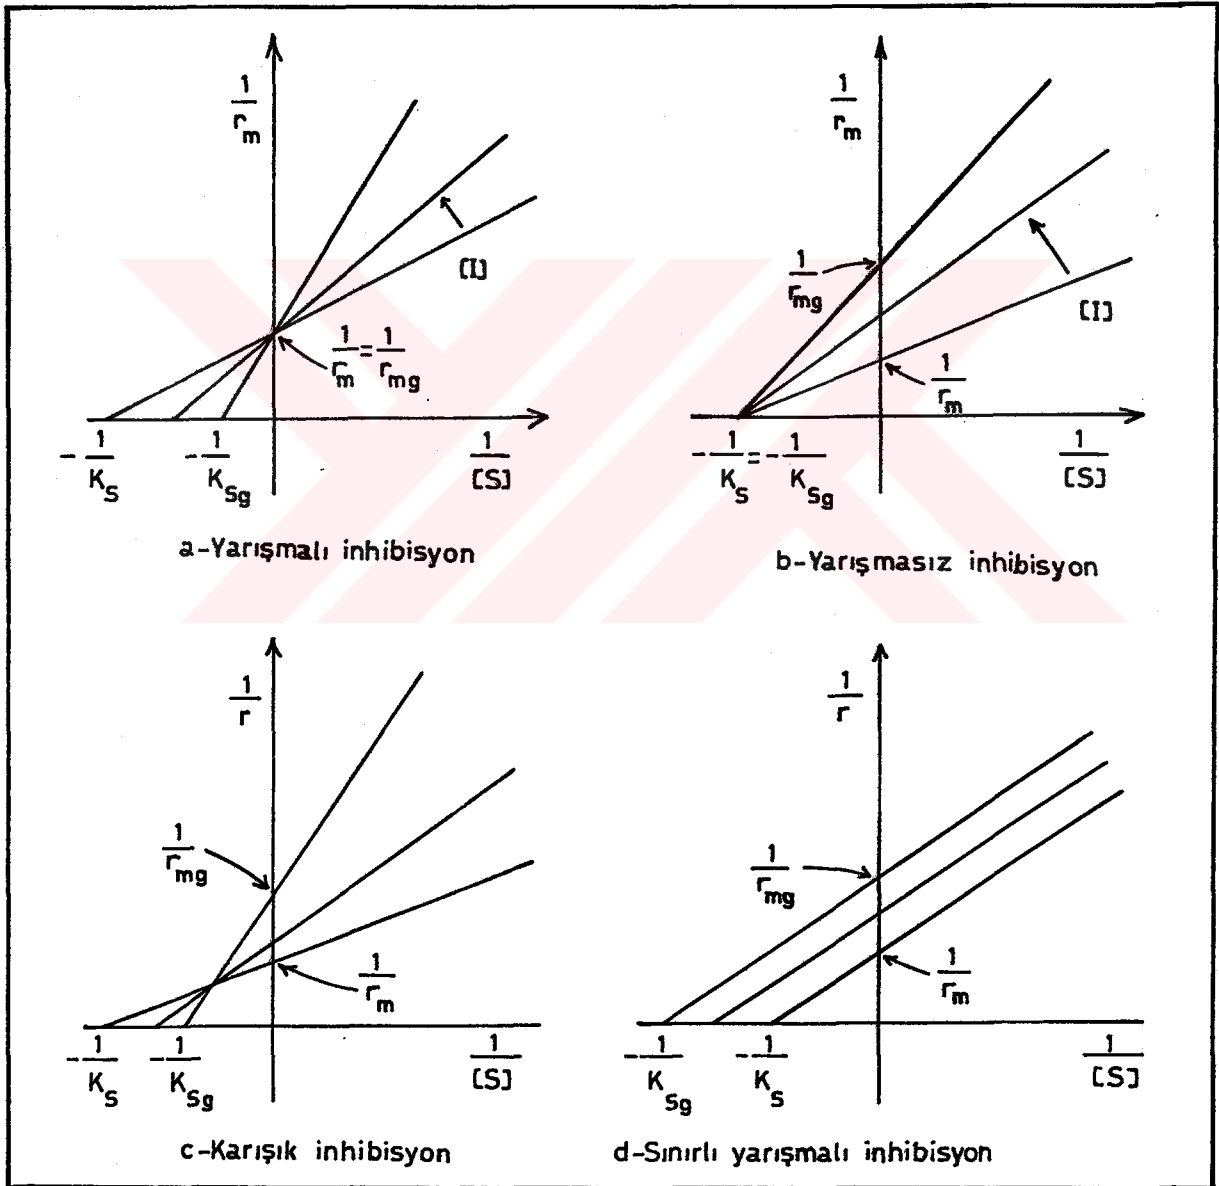 1/r_m
[I]
1/r_m = 1/r_mg
-1/K_S
-1/K_Sg
1/[S]
a-Yarışmalı inhibisyon
1/r_m
1/r_mg
[I]
1/r_m
-1/K_S = -1/K_Sg
1/[S]
b-Yarışmasız inhibisyon
1/r
1/r_mg
1/r_m
-1/K_S
-1/K_Sg
1/[S]
c-Karışık inhibisyon
1/r
1/r_mg
1/r_m
-1/K_Sg
-1/K_S
1/[S]
d-Sınırlı yarışmalı inhibisyon